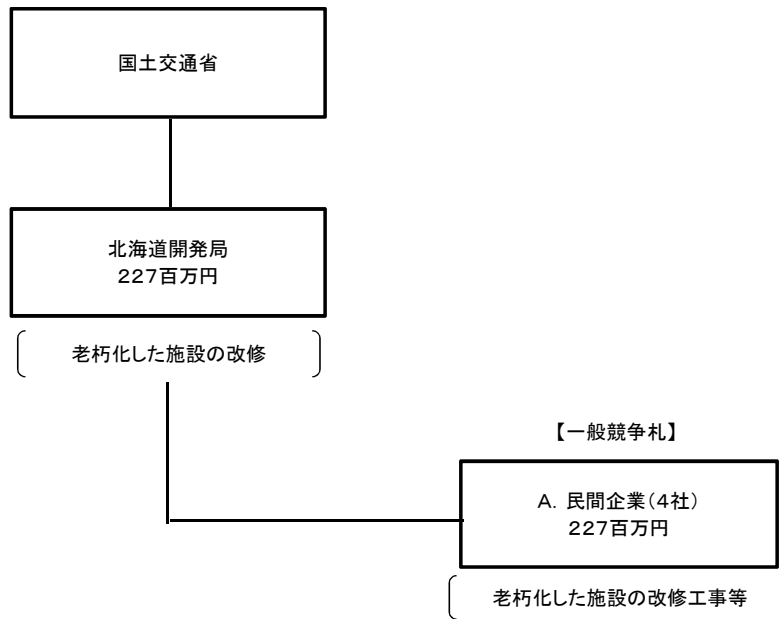 国土交通省
北海道開発局
227百万円
老朽化した施設の改修
【一般競争札】
A．民間企業（4社）
227百万円
老朽化した施設の改修工事等